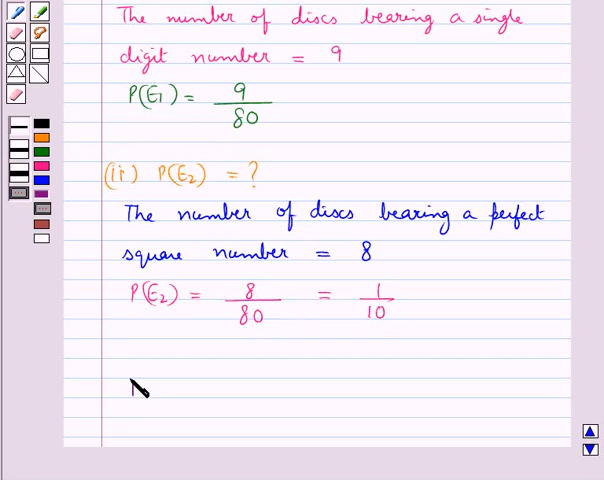 The number of discs bearing a single
digit number = 9
P(E1) = 9/80
(ii) P(E2) = ?
The number of discs bearing a perfect
square number = 8
P(E2) = 8/80 = 1/10